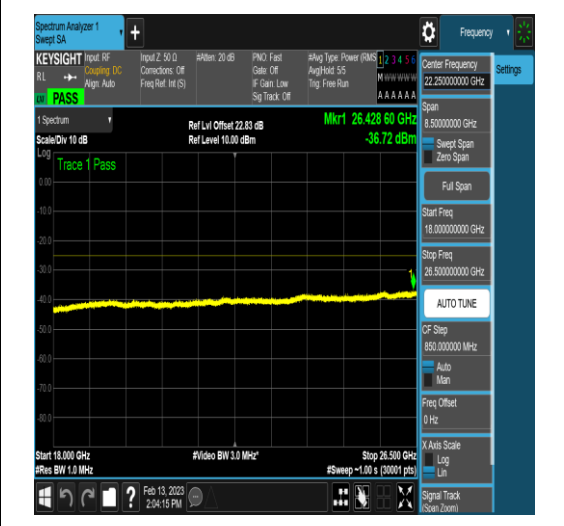 Spectrum Analyzer 1
Swept SA
+
Frequency
KEYSIGHT
RL
PASS
Input: RF
Coupling: DC
Align: Auto
Input Z: 50 Ω
Corrections: Off
Freq Ref: Int (S)
#Atten: 20 dB
PNO: Fast
Gate: Off
IF Gain: Low
Sig Track: Off
#Avg Type: Power (RMS
Avg|Hold: 5/5
Trig: Free Run
1 2 3 4 5 6
M W W W W W
A A A A A A
1 Spectrum
Scale/Div 10 dB
Ref Lvl Offset 22.83 dB
Ref Level 10.00 dBm
Mkr1 26.428 60 GHz
-36.72 dBm
Log
Trace 1 Pass
0.00
-10.0
-20.0
-30.0
-40.0
-50.0
-60.0
-70.0
-80.0
1
Start 18.000 GHz
#Res BW 1.0 MHz
#Video BW 3.0 MHz*
Stop 26.500 GHz
#Sweep ~1.00 s (30001 pts)
?
Feb 13, 2023
2:04:15 PM
Center Frequency
22.250000000 GHz
Settings
Span
8.50000000 GHz
Swept Span
Zero Span
Full Span
Start Freq
18.000000000 GHz
Stop Freq
26.500000000 GHz
AUTO TUNE
CF Step
850.000000 MHz
Auto
Man
Freq Offset
0 Hz
X Axis Scale
Log
Lin
Signal Track
(Span Zoom)